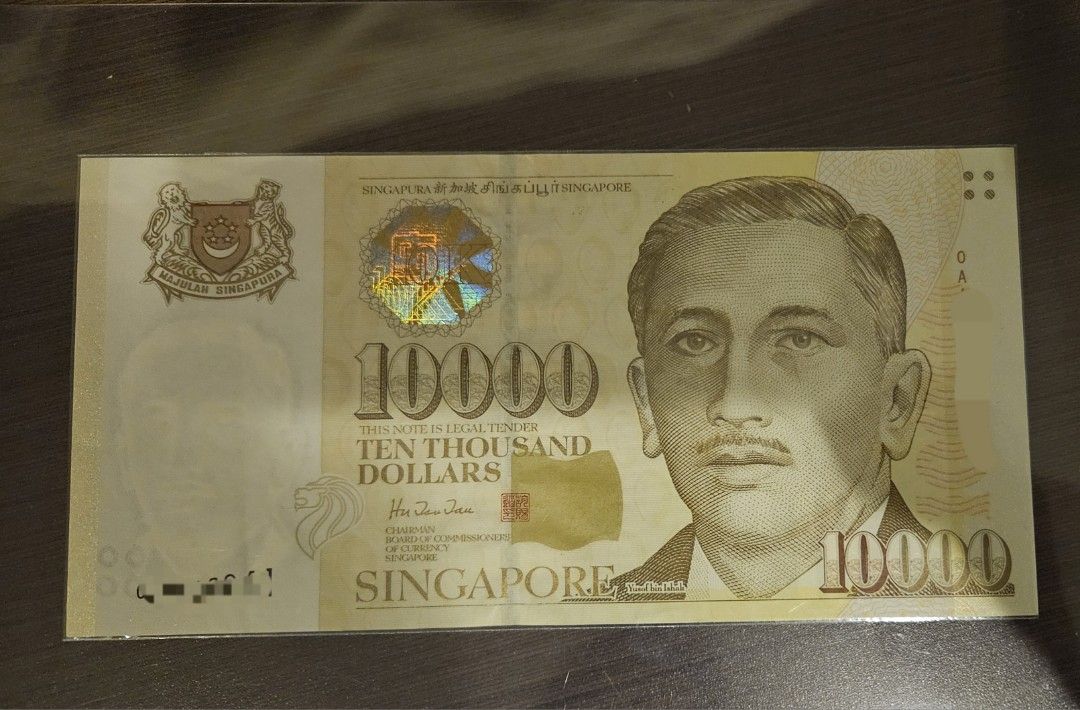 SINGAPURA 新加坡 சிங்கப்பூர் SINGAPORE
MAJULAH SINGAPURA
10000
THIS NOTE IS LEGAL TENDER
TEN THOUSAND
DOLLARS
CHAIRMAN
BOARD OF COMMISSIONERS
OF CURRENCY
SINGAPORE
SINGAPORE
Yusof bin Ishak
10000
0
A